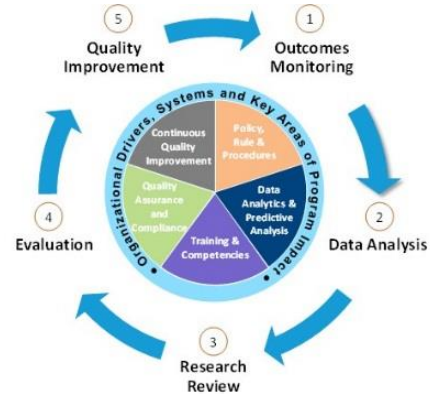 5
Quality
Improvement
1
Outcomes
Monitoring
2
Data Analysis
3
Research
Review
4
Evaluation
• Organizational Drivers, Systems and Key Areas of Program Impact •
Continuous
Quality
Improvement
Policy,
Rule &
Procedures
Data
Analytics &
Predictive
Analysis
Training &
Competencies
Quality
Assurance
and
Compliance